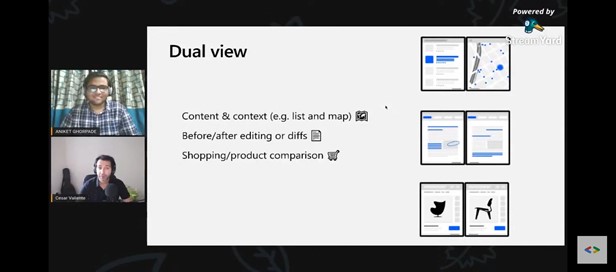 Powered by
StreamYard
Dual view
Content & context (e.g. list and map)
Before/after editing or diffs
Shopping/product comparison
ANIKET GHORPADE
Cesar Valiente